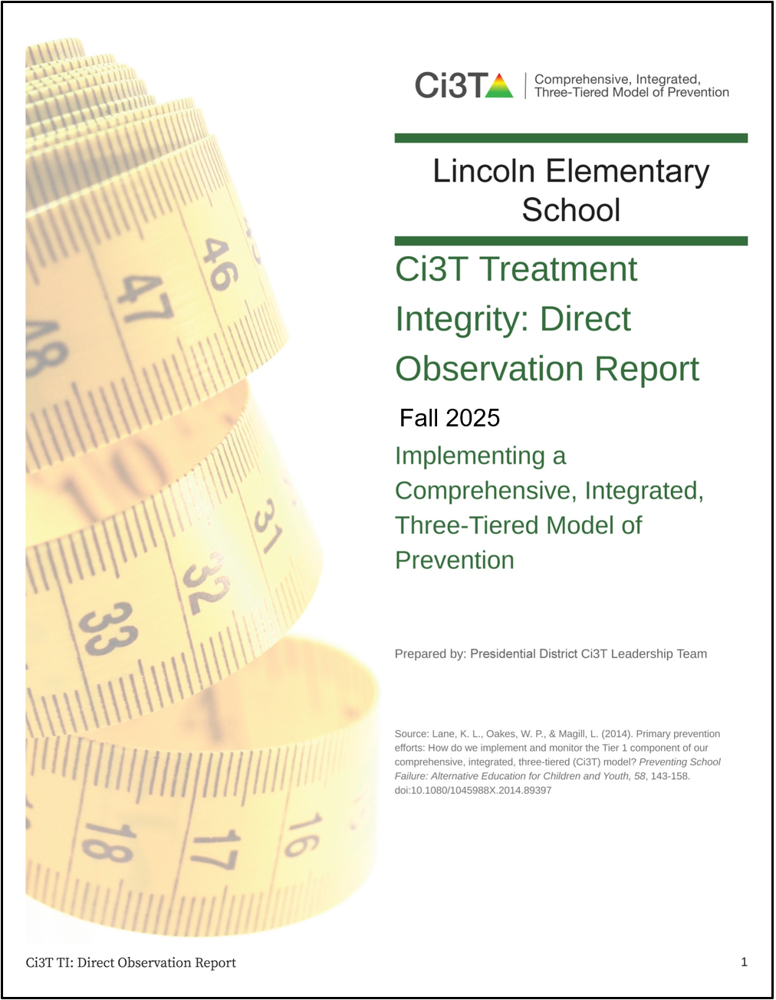 Ci3T
Comprehensive, Integrated,
Three-Tiered Model of Prevention
Lincoln Elementary
School
Ci3T Treatment
Integrity: Direct
Observation Report
Fall 2025
Implementing a
Comprehensive, Integrated,
Three-Tiered Model of
Prevention
Prepared by: Presidential District Ci3T Leadership Team
Source: Lane, K. L., Oakes, W. P., & Magill, L. (2014). Primary prevention
efforts: How do we implement and monitor the Tier 1 component of our
comprehensive, integrated, three-tiered (Ci3T) model? Preventing School
Failure: Alternative Education for Children and Youth, 58, 143-158.
doi:10.1080/1045988X.2014.89397
48 47 46
10
33 32 31
1
18 17 16
Ci3T TI: Direct Observation Report 1